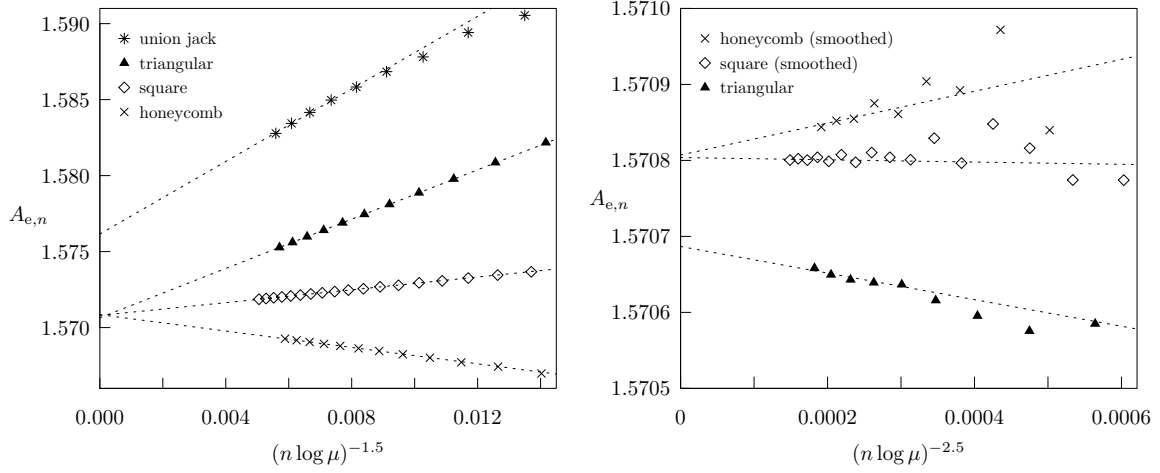 1.590
1.585
1.580
1.575
1.570
A_{e,n}
union jack
triangular
square
honeycomb
0.000 0.004 0.008 0.012
(n log μ)^{−1.5}
1.5710
1.5709
1.5708
1.5707
1.5706
1.5705
A_{e,n}
honeycomb (smoothed)
square (smoothed)
triangular
0 0.0002 0.0004 0.0006
(n log μ)^{−2.5}